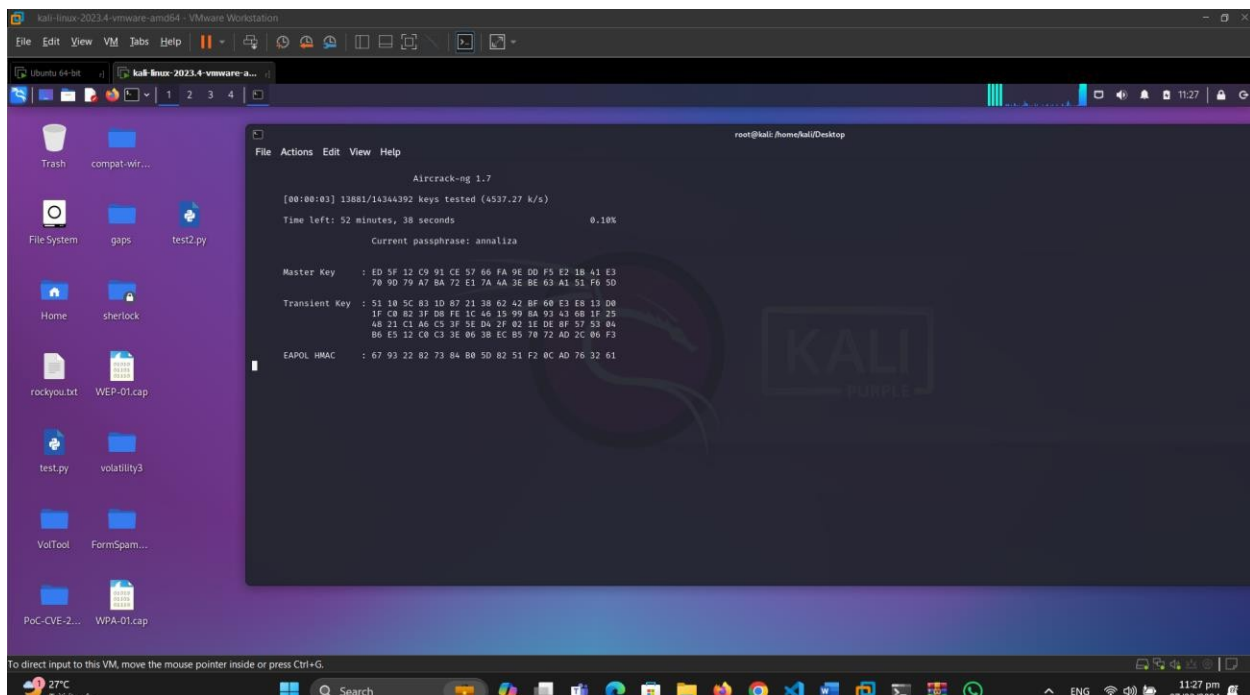 kali-linux-2023.4-vmware-amd64 - VMware Workstation
File Edit View VM Tabs Help
Ubuntu 64-bit
kali-linux-2023.4-vmware-a...
1 2 3 4
11:27
root@kali: /home/kali/Desktop
File Actions Edit View Help
Aircrack-ng 1.7
[00:00:03] 13881/14344392 keys tested (4537.27 k/s)
Time left: 52 minutes, 38 seconds 0.10%
Current passphrase: annaliza
Master Key : ED 5F 12 C9 91 CE 57 66 FA 9E DD F5 E2 1B 41 E3
70 9D 79 A7 BA 72 E1 7A 4A 3E BE 63 A1 51 F6 5D
Transient Key : 51 10 5C 83 1D 87 21 38 62 42 BF 60 E3 E8 13 D0
1F C0 82 3F D8 FE 1C 46 15 99 8A 93 43 6B 1F 25
48 21 C1 A6 C5 3F 5E D4 2F 02 1E DE 8F 57 53 04
B6 E5 12 C0 C3 3E 06 3B EC B5 70 72 AD 2C 06 F3
EAPOL HMAC : 67 93 22 82 73 84 B0 5D 82 51 F2 0C AD 76 32 61
KALI
PURPLE
Trash
compat-wir...
File System
gaps
test2.py
Home
sherlock
rockyou.txt
WEP-01.cap
test.py
volatility3
VolTool
FormSpam...
PoC-CVE-2...
WPA-01.cap
To direct input to this VM, move the mouse pointer inside or press Ctrl+G.
27°C
Search
ENG
11:27 pm